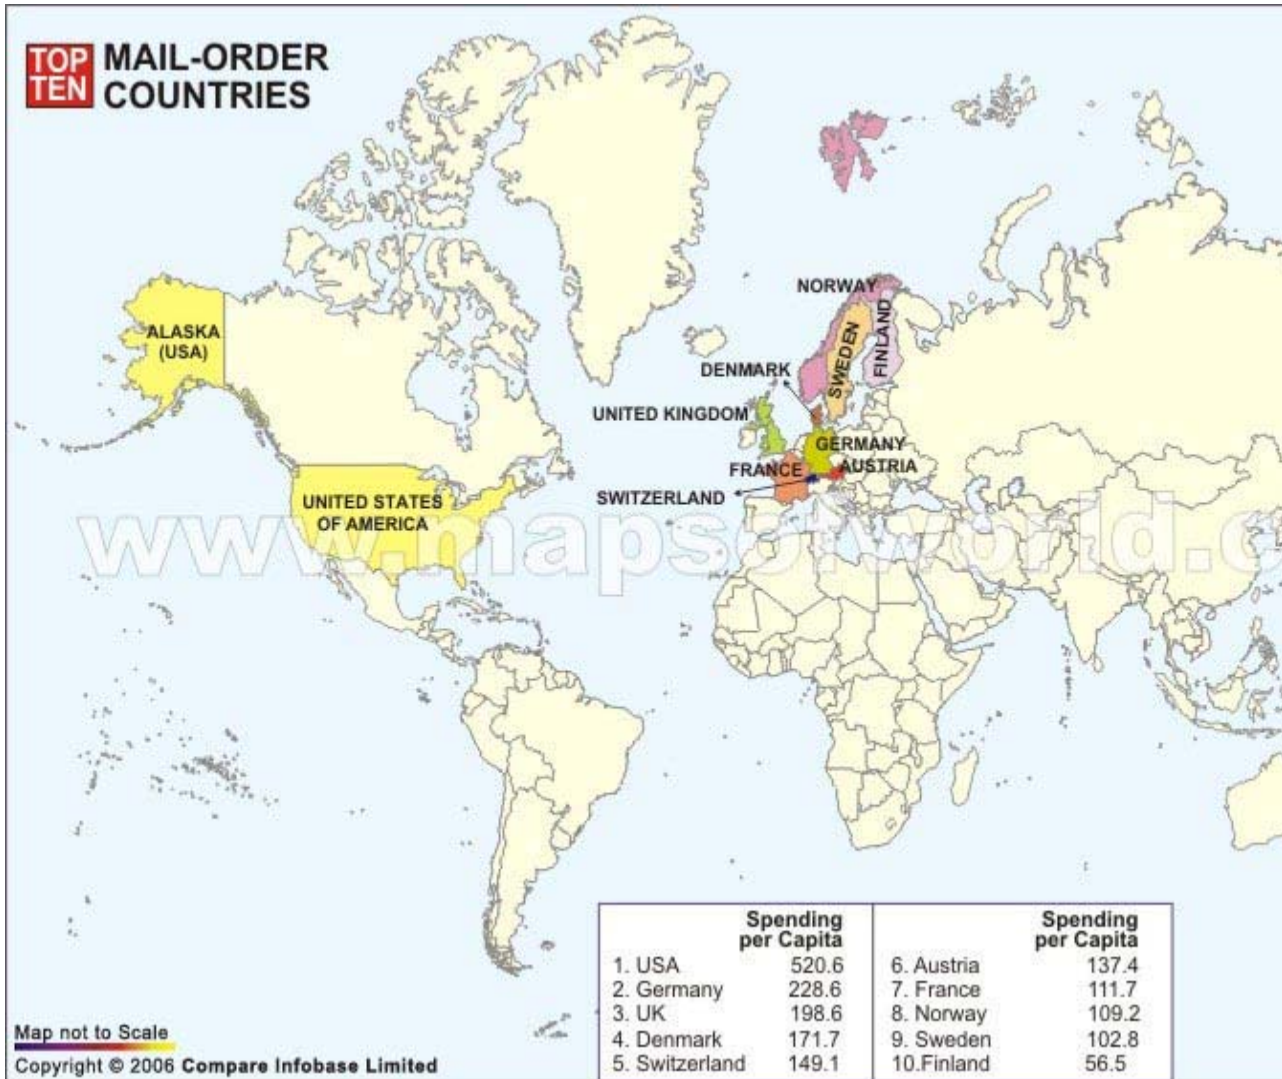 TOP
TEN
MAIL-ORDER
COUNTRIES
NORWAY
ALASKA
(USA)
SWEDEN
FINLAND
DENMARK
UNITED KINGDOM
GERMANY
FRANCE
AUSTRIA
SWITZERLAND
UNITED STATES
OF AMERICA
www.mapsofworld.c
Spending
per Capita
1. USA 520.6
2. Germany 228.6
3. UK 198.6
4. Denmark 171.7
5. Switzerland 149.1
Spending
per Capita
6. Austria 137.4
7. France 111.7
8. Norway 109.2
9. Sweden 102.8
10.Finland 56.5
Map not to Scale
Copyright © 2006 Compare Infobase Limited